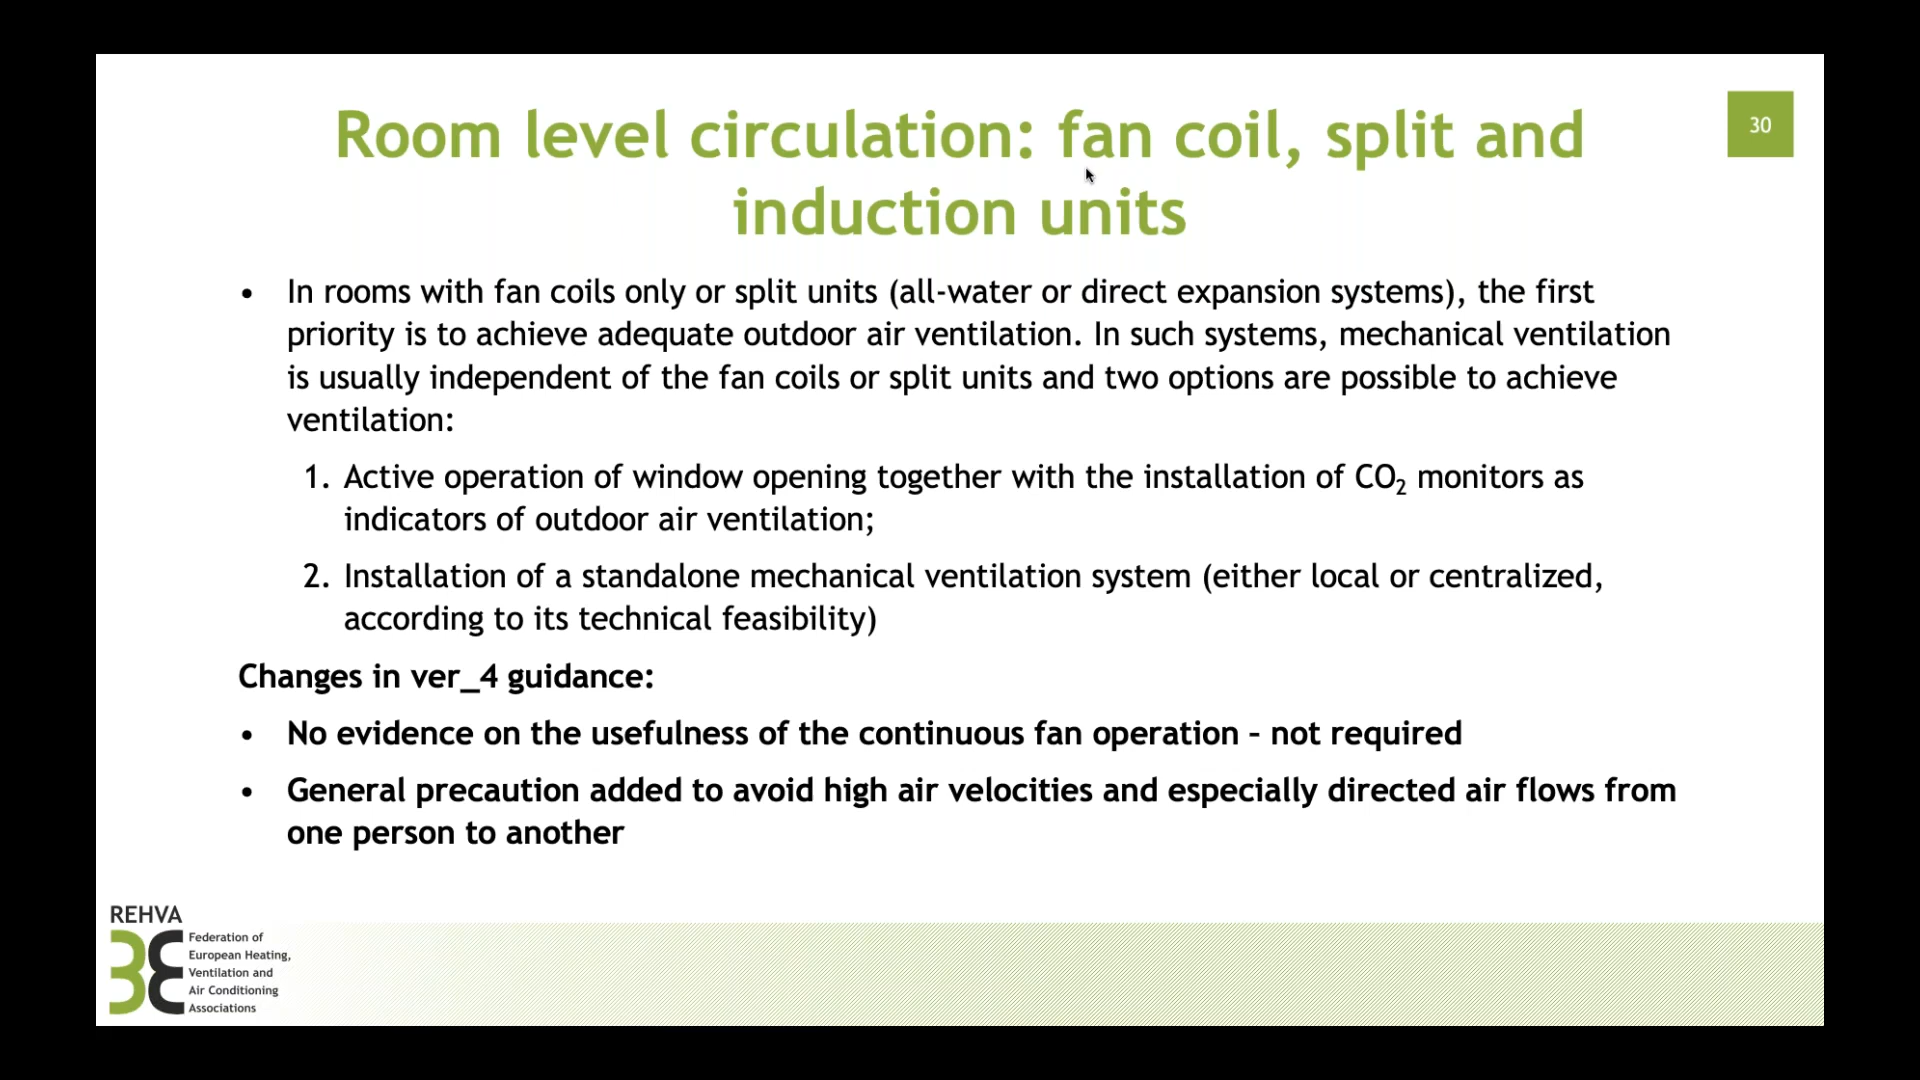 Room level circulation: fan coil, split and
induction units
30
• In rooms with fan coils only or split units (all-water or direct expansion systems), the first
priority is to achieve adequate outdoor air ventilation. In such systems, mechanical ventilation
is usually independent of the fan coils or split units and two options are possible to achieve
ventilation:
1. Active operation of window opening together with the installation of CO₂ monitors as
indicators of outdoor air ventilation;
2. Installation of a standalone mechanical ventilation system (either local or centralized,
according to its technical feasibility)
Changes in ver_4 guidance:
• No evidence on the usefulness of the continuous fan operation – not required
• General precaution added to avoid high air velocities and especially directed air flows from
one person to another
REHVA
Federation of
European Heating,
Ventilation and
Air Conditioning
Associations